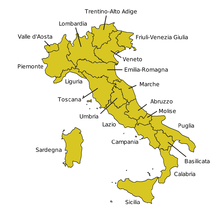 Trentino-Alto Adige
Lombardia
Valle d'Aosta
Friuli-Venezia Giulia
Veneto
Piemonte
Emilia-Romagna
Liguria
Marche
Toscana
Abruzzo
Umbria
Molise
Lazio
Puglia
Campania
Sardegna
Basilicata
Calabria
Sicilia